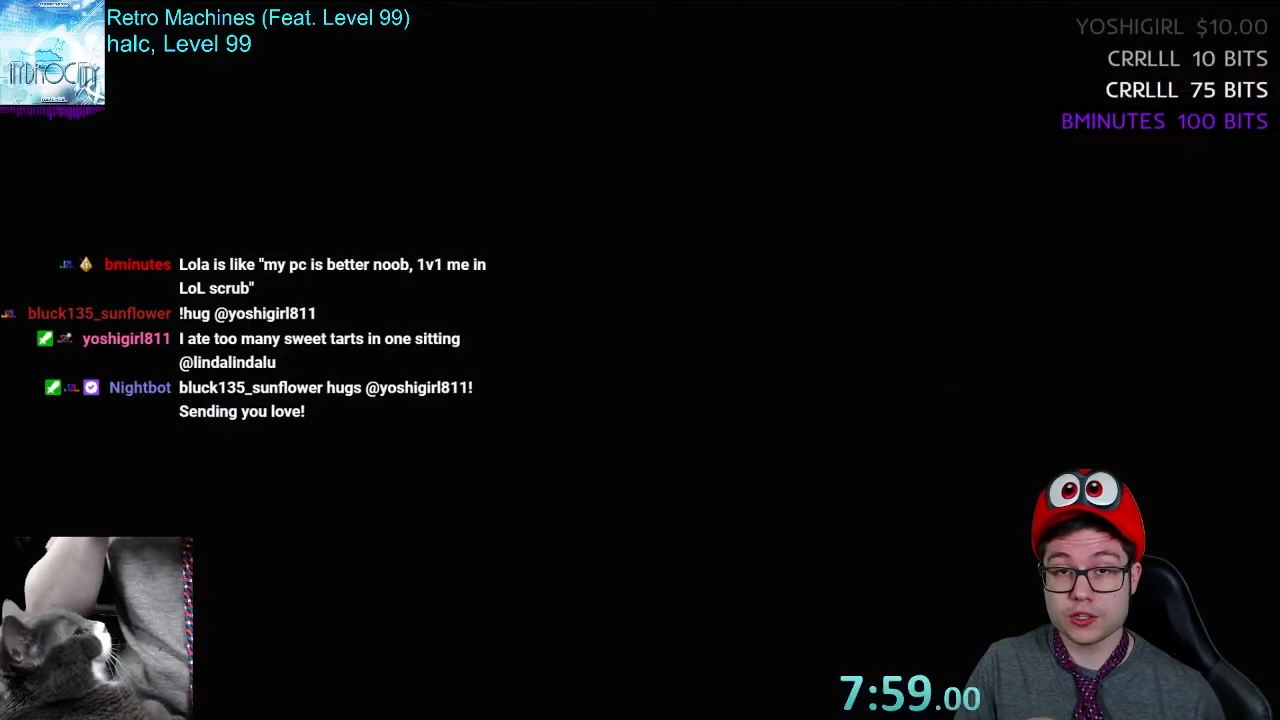 Retro Machines (Feat. Level 99)
halc, Level 99
HYDROCITY
YOSHIGIRL $10.00
CRRLLL 10 BITS
CRRLLL 75 BITS
BMINUTES 100 BITS
bminutes Lola is like "my pc is better noob, 1v1 me in
LoL scrub"
bluck135_sunflower !hug @yoshigirl811
yoshigirl811 I ate too many sweet tarts in one sitting
@lindalindalu
Nightbot bluck135_sunflower hugs @yoshigirl811!
Sending you love!
7:59.00